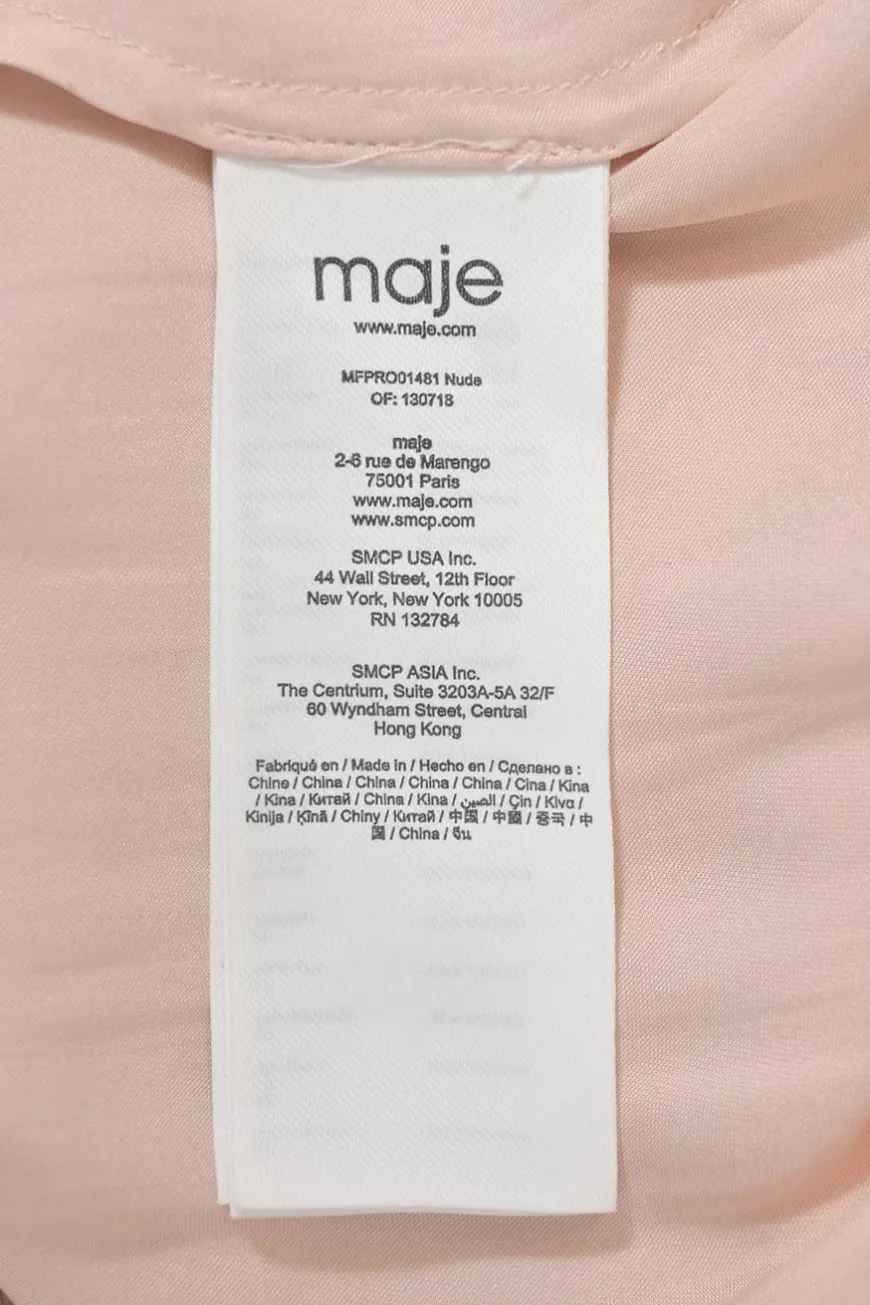 maje
www.maje.com
MFPRO01481 Nude
OF: 130718
maje
2-6 rue de Marengo
75001 Paris
www.maje.com
www.smcp.com
SMCP USA Inc.
44 Wall Street, 12th Floor
New York, New York 10005
RN 132784
SMCP ASIA Inc.
The Centrium, Suite 3203A-5A 32/F
60 Wyndham Street, Central
Hong Kong
Fabriqué en / Made in / Hecho en / Сделано в :
Chine / China / China / China / China / Cina / Kina
/ Kina / Китай / China / Kina / الصين / Çin / Κίνα /
Kinija / Ķīnā / Chiny / Китай / 中国 / 中國 / 중국 / 中
国 / China / จีน